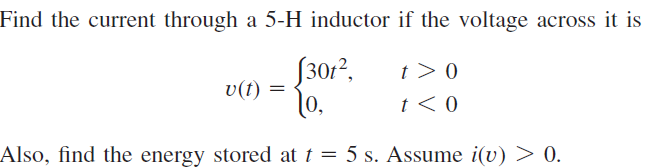 Find the current through a 5-H inductor if the voltage across it is
v(t) = {30t², t > 0
0, t < 0
Also, find the energy stored at t = 5 s. Assume i(v) > 0.